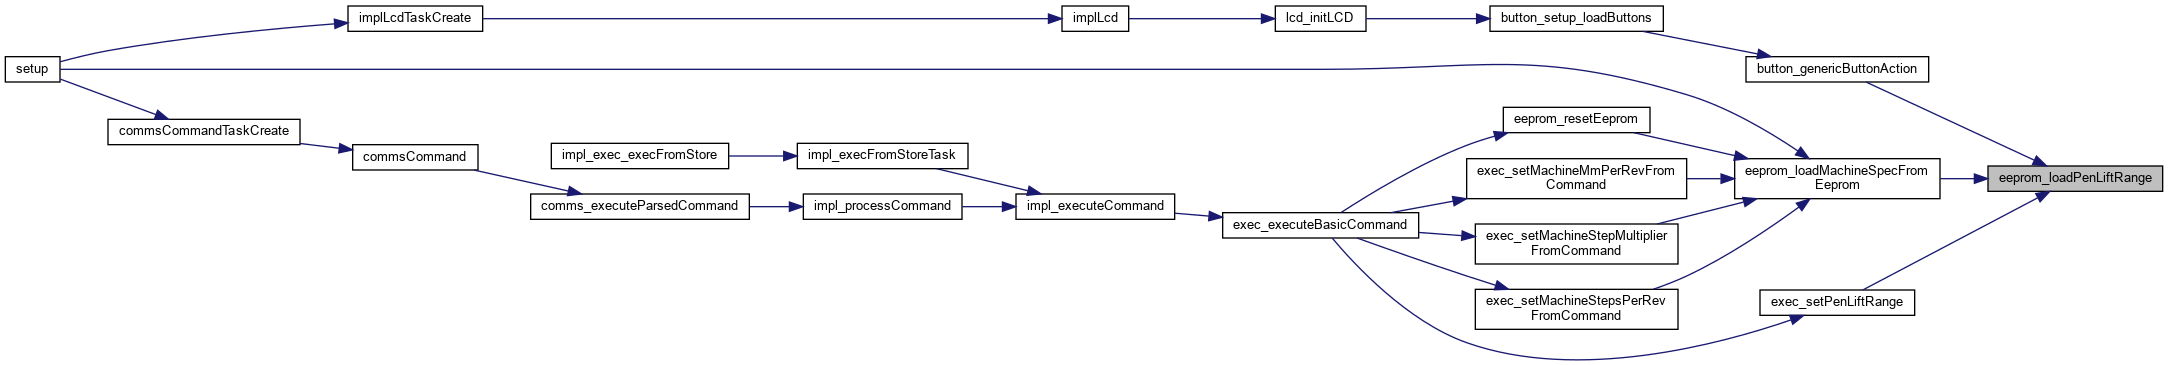 implLcdTaskCreate
implLcd
lcd_initLCD
button_setup_loadButtons
setup
button_genericButtonAction
commsCommandTaskCreate
eeprom_resetEeprom
commsCommand
impl_exec_execFromStore
impl_execFromStoreTask
exec_setMachineMmPerRevFrom
Command
eeprom_loadMachineSpecFrom
Eeprom
eeprom_loadPenLiftRange
comms_executeParsedCommand
impl_processCommand
impl_executeCommand
exec_executeBasicCommand
exec_setMachineStepMultiplier
FromCommand
exec_setMachineStepsPerRev
FromCommand
exec_setPenLiftRange